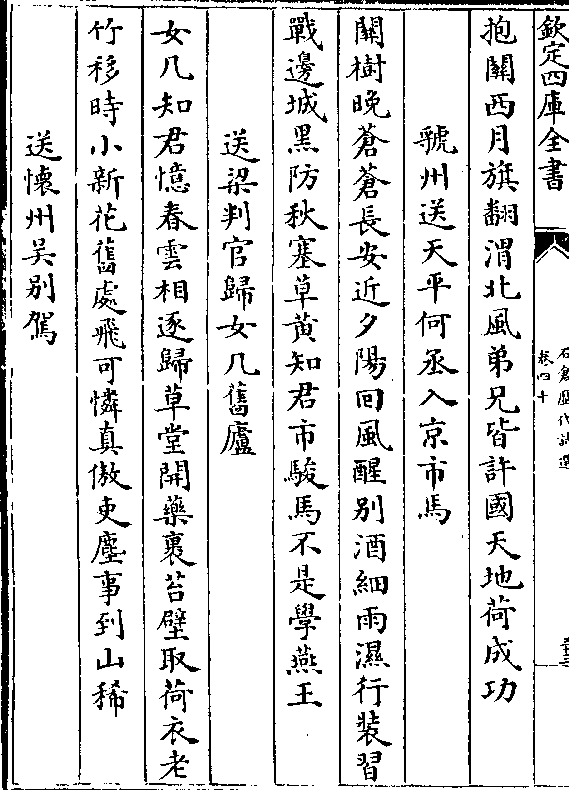 欽定四庫全書
石倉歷代詩選
卷四十
抱關西月旗翻渭北風弟兄皆許國天地荷成功
虢州送天平何丞入京市馬
關樹晚蒼蒼長安近夕陽回風醒別酒細雨濕行裝習
戰邊城黑防秋塞草黄知君市駿馬不是學燕王
送梁判官歸女几舊廬
女几知君憶春雲相逐歸草堂開藥裹苔壁取荷衣老
竹移時小新花舊處飛可憐真傲吏塵事到山稀
送懷州吴别駕